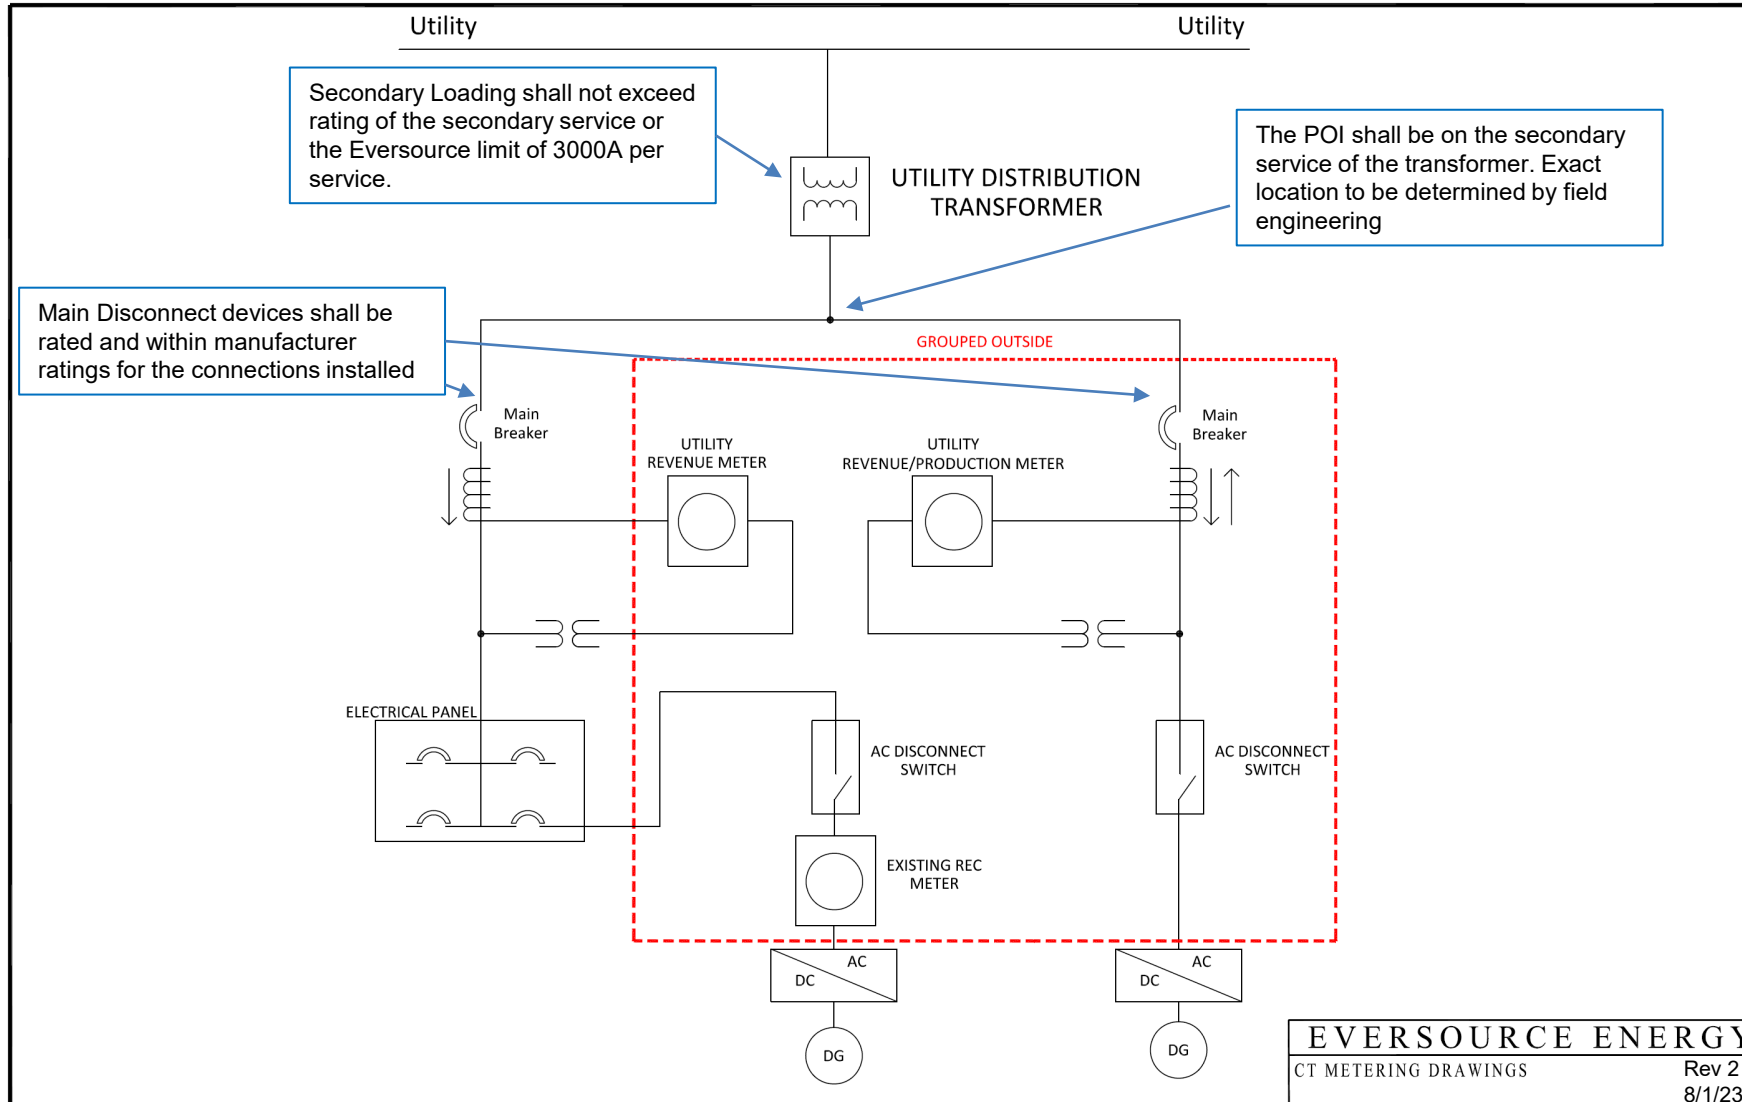 Utility
Utility
Secondary Loading shall not exceed
rating of the secondary service or
the Eversource limit of 3000A per
service.
The POI shall be on the secondary
service of the transformer. Exact
location to be determined by field
engineering
UTILITY DISTRIBUTION
TRANSFORMER
Main Disconnect devices shall be
rated and within manufacturer
ratings for the connections installed
GROUPED OUTSIDE
Main
Breaker
Main
Breaker
UTILITY
REVENUE METER
UTILITY
REVENUE/PRODUCTION METER
ELECTRICAL PANEL
AC DISCONNECT
SWITCH
AC DISCONNECT
SWITCH
EXISTING REC
METER
AC
DC
AC
DC
DG
DG
EVERSOURCE ENERGY
CT METERING DRAWINGS
Rev 2
8/1/23